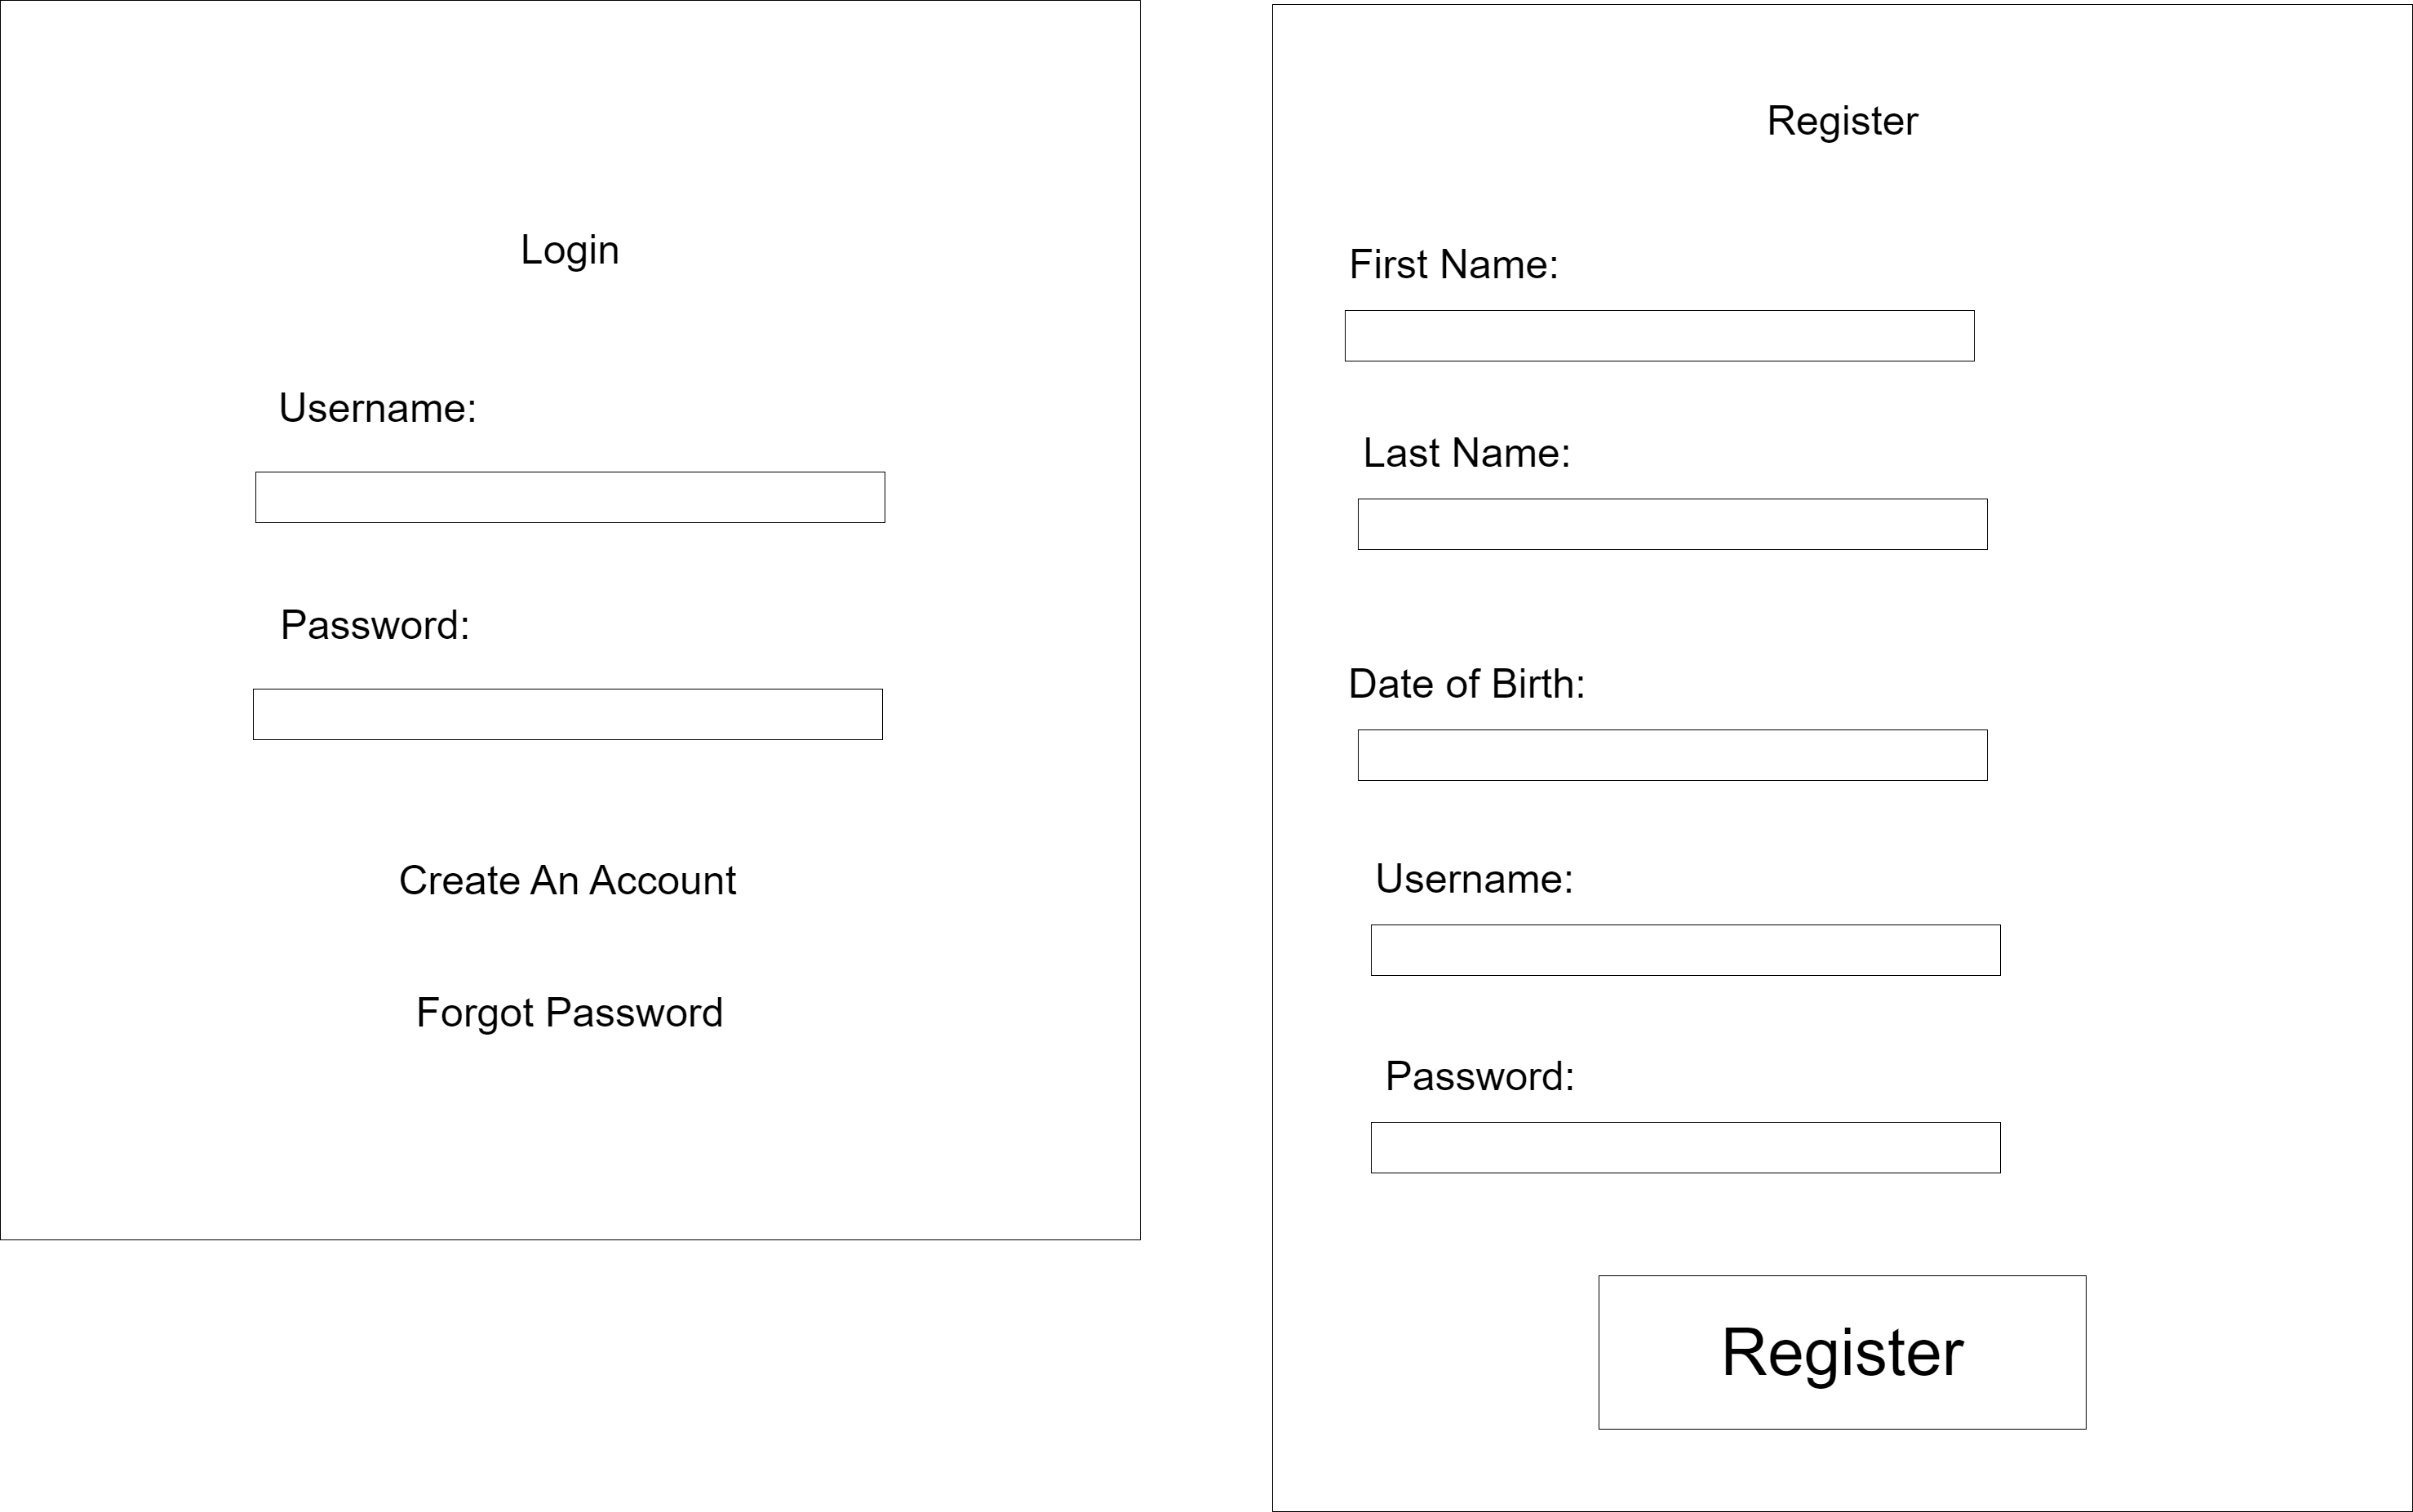 Login
Username:
Password:
Create An Account
Forgot Password
Register
First Name:
Last Name:
Date of Birth:
Username:
Password:
Register